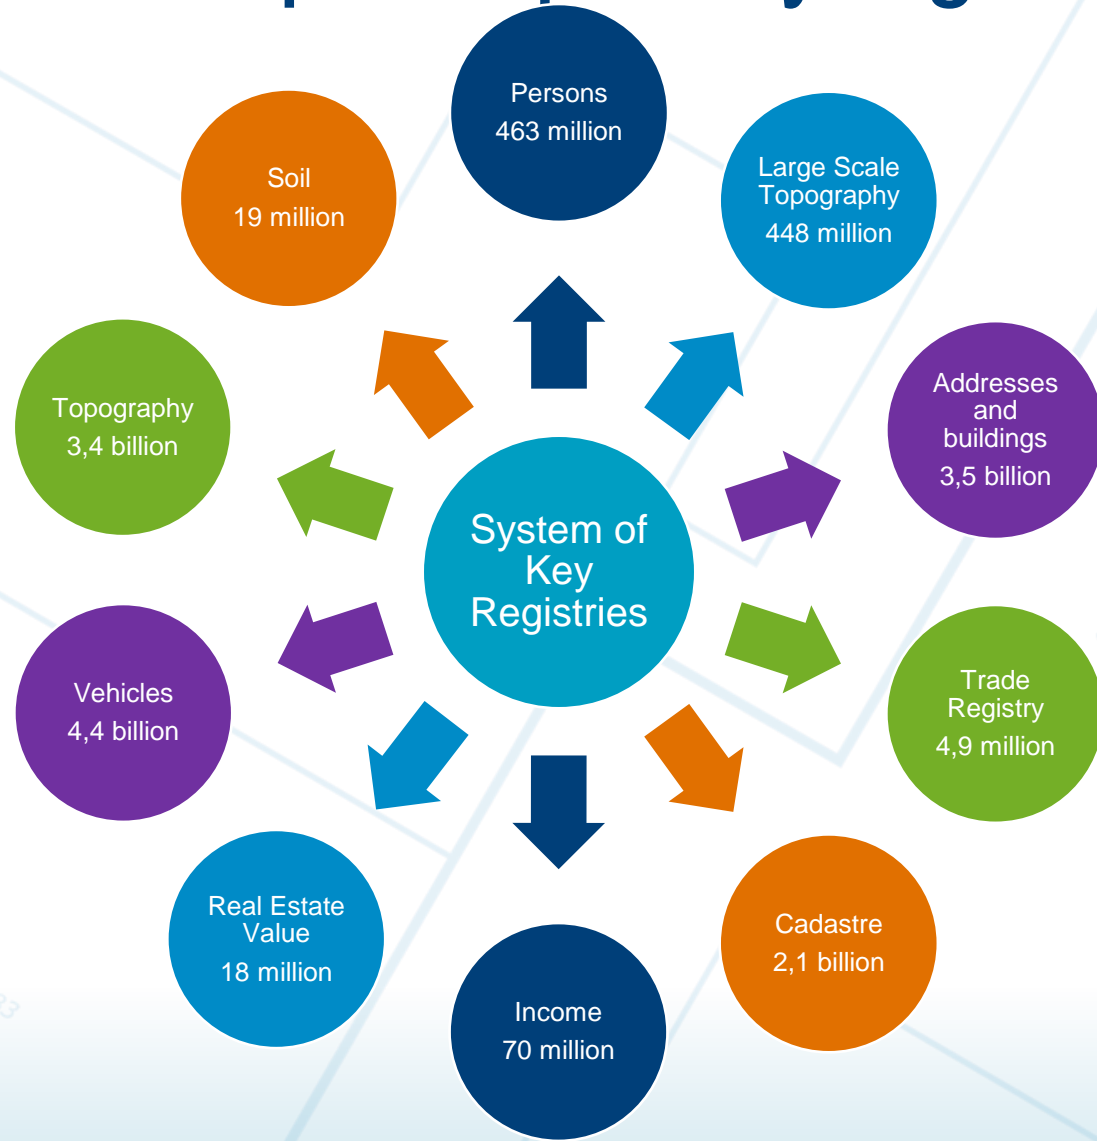 Persons
463 million
Large Scale
Topography
448 million
Addresses
and
buildings
3,5 billion
Trade
Registry
4,9 million
Cadastre
2,1 billion
Income
70 million
Real Estate
Value
18 million
Vehicles
4,4 billion
Topography
3,4 billion
Soil
19 million
System of
Key
Registries